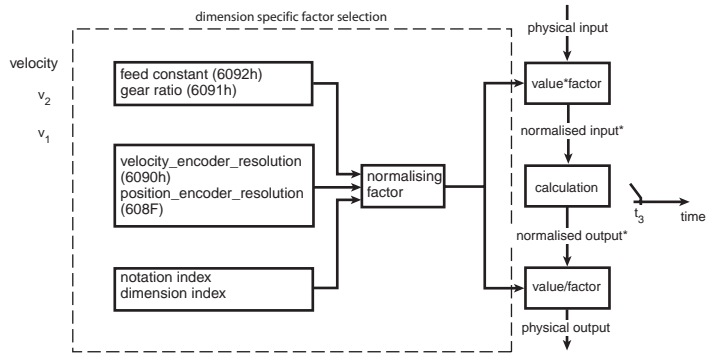 dimension specific factor selection
physical input
velocity
v2
v1
feed constant (6092h)
gear ratio (6091h)
value*factor
normalised input*
velocity_encoder_resolution
(6090h)
position_encoder_resolution
(608F)
normalising
factor
calculation
t3
time
normalised output*
notation index
dimension index
value/factor
physical output